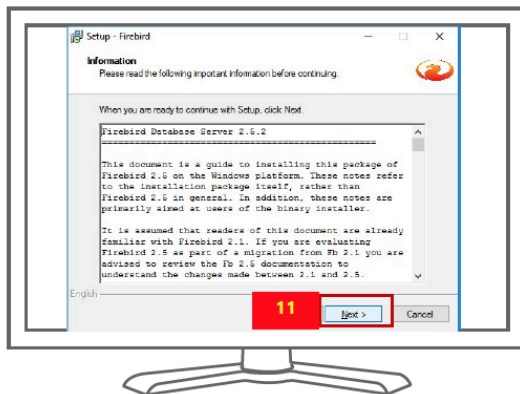 Setup - Firebird
Information
Please read the following important information before continuing.
When you are ready to continue with Setup, click Next.
Firebird Database Server 2.5.2
==============================================
This document is a guide to installing this package of
Firebird 2.5 on the Windows platform. These notes refer
to the installation package itself, rather than
Firebird 2.5 in general. In addition, these notes are
primarily aimed at users of the binary installer.
It is assumed that readers of this document are already
familiar with Firebird 2.1. If you are evaluating
Firebird 2.5 as part of a migration from Fb 2.1 you are
advised to review the Fb 2.5 documentation to
understand the changes made between 2.1 and 2.5.
English
11
Next >
Cancel